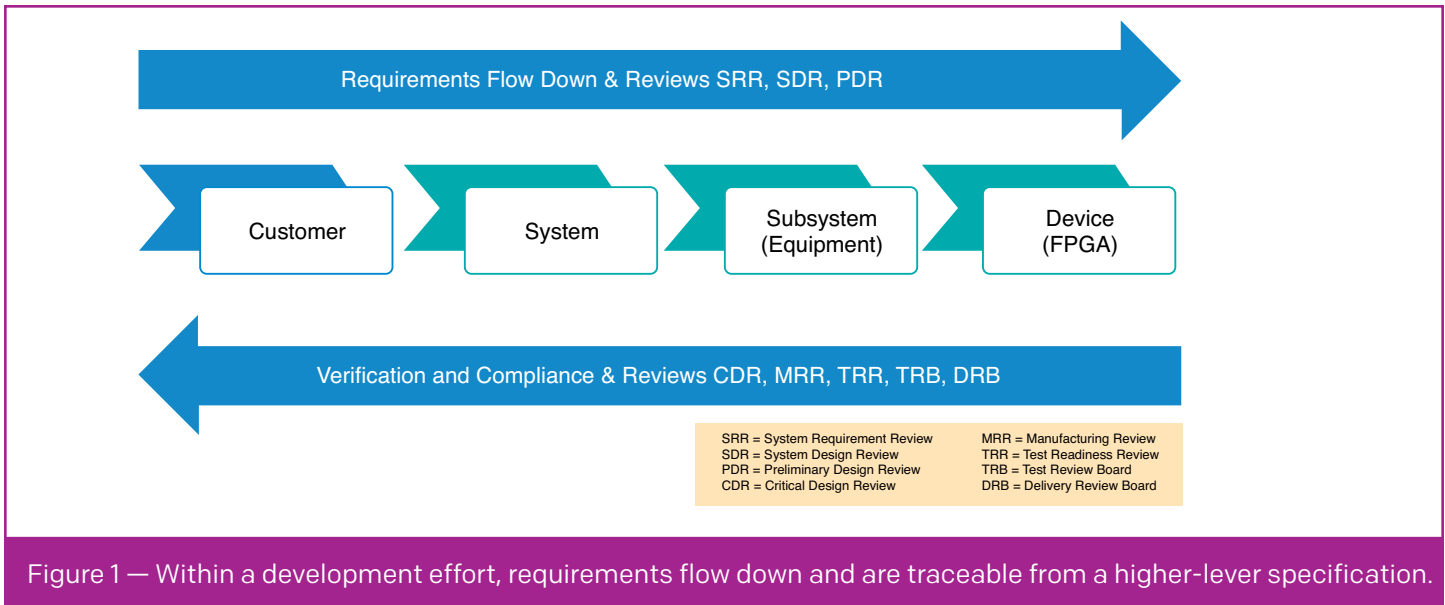 Requirements Flow Down & Reviews SRR, SDR, PDR
Customer
System
Subsystem
(Equipment)
Device
(FPGA)
Verification and Compliance & Reviews CDR, MRR, TRR, TRB, DRB
SRR = System Requirement Review
SDR = System Design Review
PDR = Preliminary Design Review
CDR = Critical Design Review
MRR = Manufacturing Review
TRR = Test Readiness Review
TRB = Test Review Board
DRB = Delivery Review Board
Figure 1 — Within a development effort, requirements flow down and are traceable from a higher-lever specification.